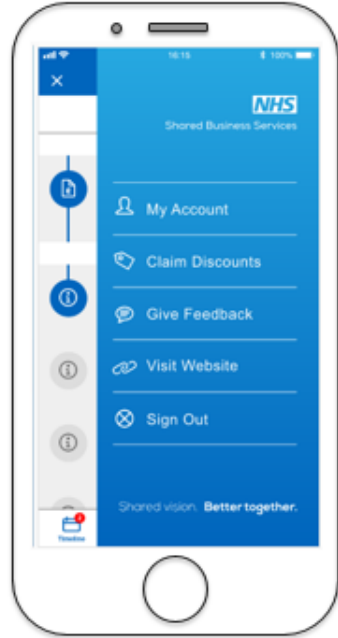 16:15
100%
NHS
Shared Business Services
My Account
Claim Discounts
Give Feedback
Visit Website
Sign Out
Shared vision. Better together.
Timeline